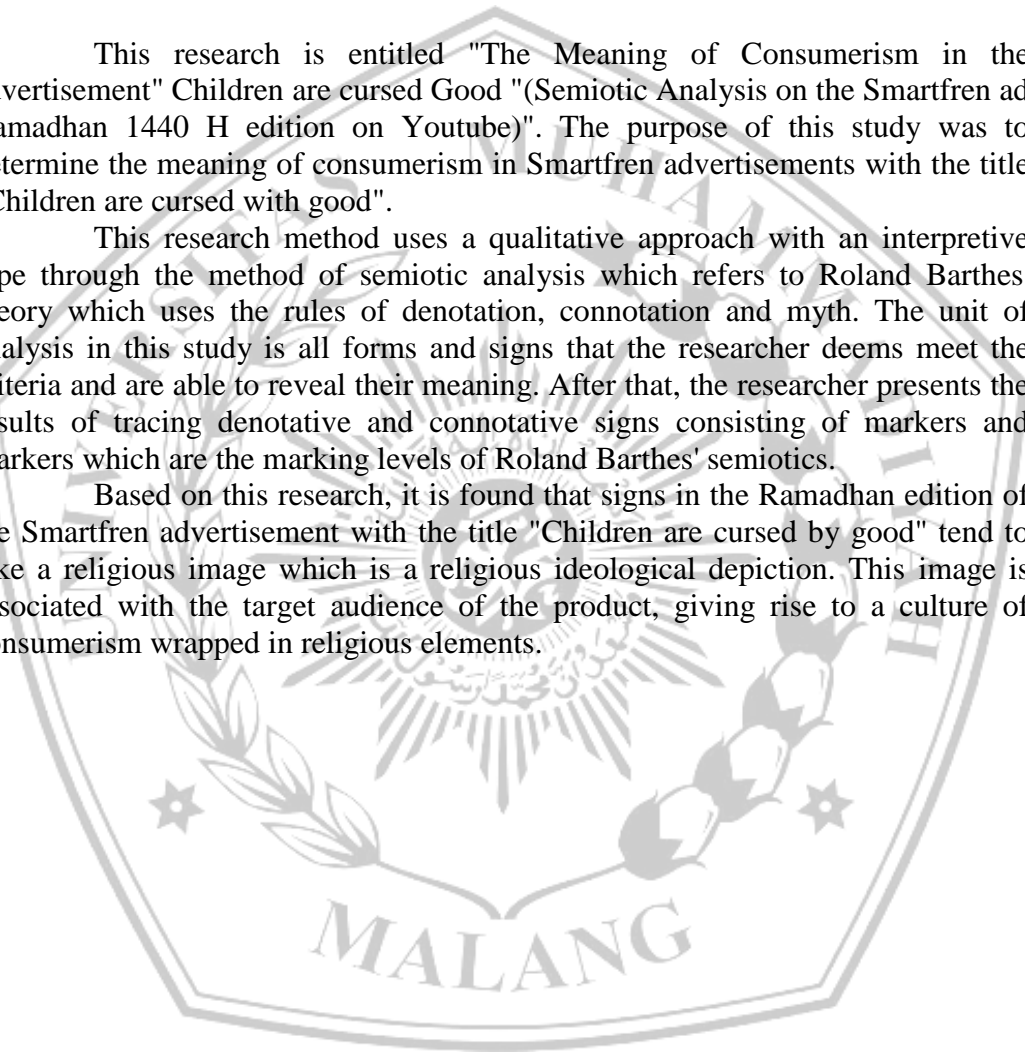 This research is entitled "The Meaning of Consumerism in the
dvertisement" Children are cursed Good "(Semiotic Analysis on the Smartfren ad
amadhan 1440 H edition on Youtube)". The purpose of this study was to
etermine the meaning of consumerism in Smartfren advertisements with the title
Children are cursed with good".
This research method uses a qualitative approach with an interpretive
pe through the method of semiotic analysis which refers to Roland Barthes
eory which uses the rules of denotation, connotation and myth. The unit of
nalysis in this study is all forms and signs that the researcher deems meet the
iteria and are able to reveal their meaning. After that, the researcher presents the
sults of tracing denotative and connotative signs consisting of markers and
arkers which are the marking levels of Roland Barthes' semiotics.
Based on this research, it is found that signs in the Ramadhan edition of
e Smartfren advertisement with the title "Children are cursed by good" tend to
ke a religious image which is a religious ideological depiction. This image is
sociated with the target audience of the product, giving rise to a culture of
onsumerism wrapped in religious elements.
UNIVERSITAS MUHAMMADIYAH
MALANG